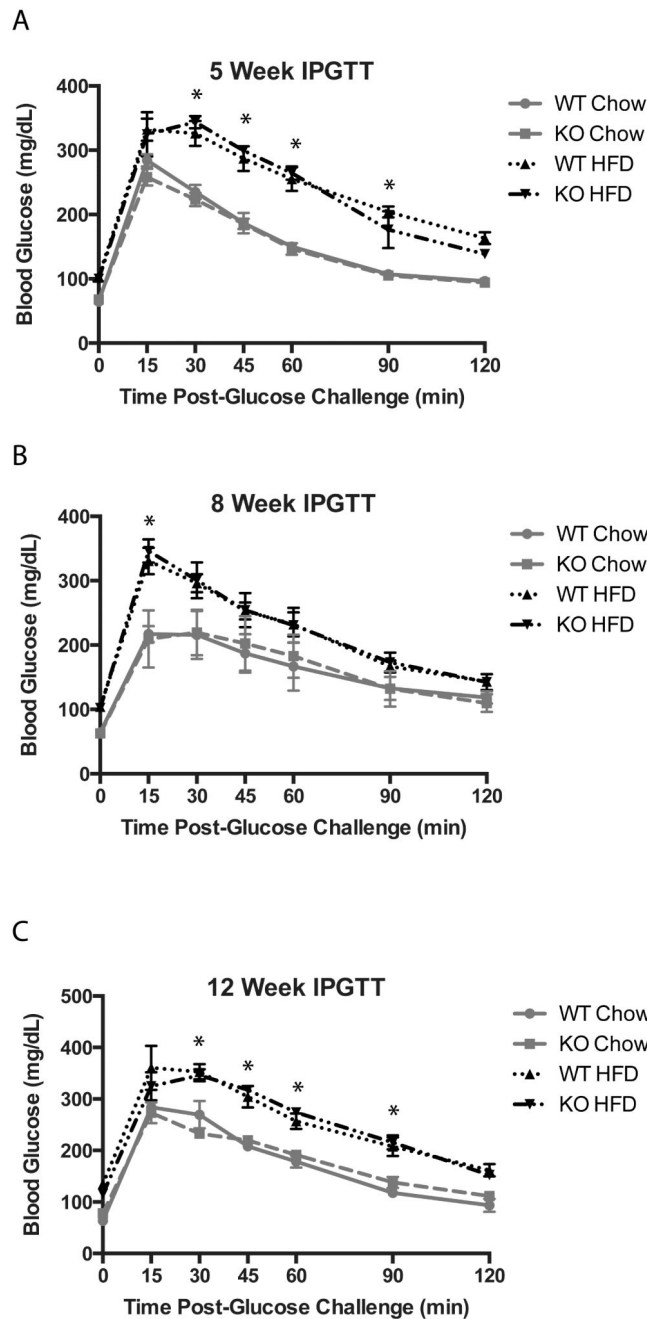 A
5 Week IPGTT
400
300
200
100
0
Blood Glucose (mg/dL)
* * * *
0 15 30 45 60 90 120
Time Post-Glucose Challenge (min)
WT Chow
KO Chow
WT HFD
KO HFD
B
8 Week IPGTT
400
300
200
100
0
Blood Glucose (mg/dL)
*
0 15 30 45 60 90 120
Time Post-Glucose Challenge (min)
WT Chow
KO Chow
WT HFD
KO HFD
C
12 Week IPGTT
500
400
300
200
100
0
Blood Glucose (mg/dL)
* * * *
0 15 30 45 60 90 120
Time Post-Glucose Challenge (min)
WT Chow
KO Chow
WT HFD
KO HFD